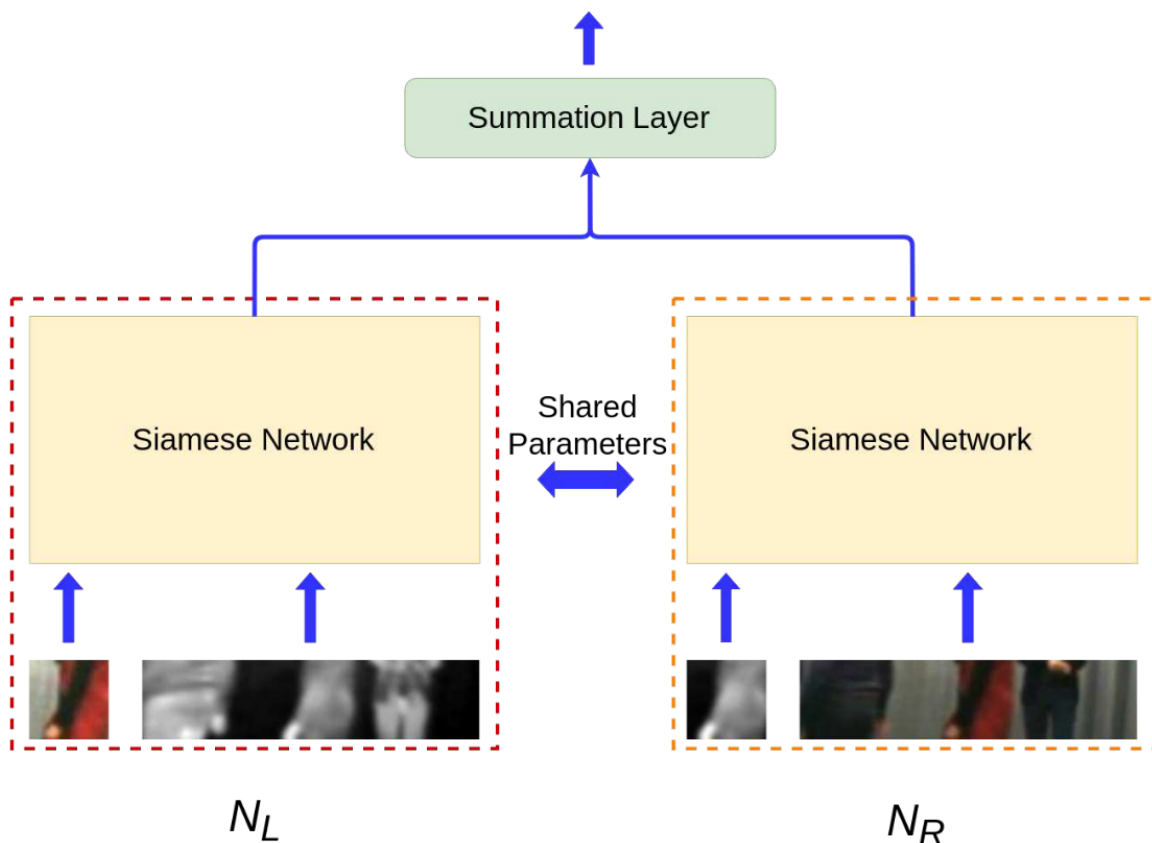 Summation Layer
Siamese Network
Shared
Parameters
Siamese Network
N_L
N_R